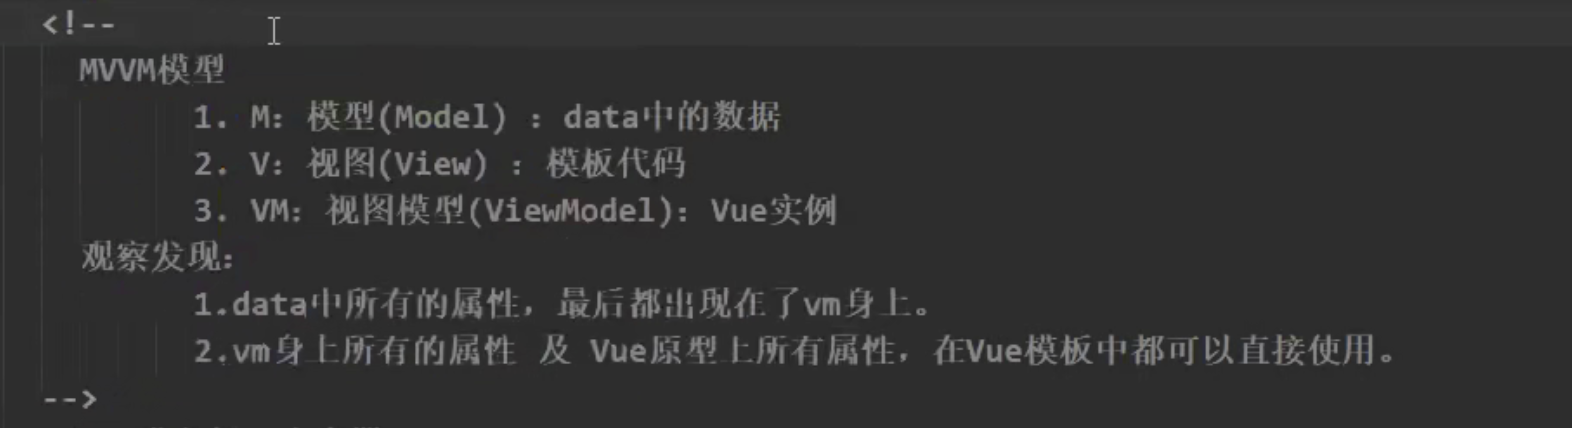 <!--
MVVM模型
1. M：模型(Model) ：data中的数据
2. V：视图(View) ：模板代码
3. VM：视图模型(ViewModel)：Vue实例
观察发现：
1.data中所有的属性，最后都出现在了vm身上。
2.vm身上所有的属性 及 Vue原型上所有属性，在Vue模板中都可以直接使用。
-->